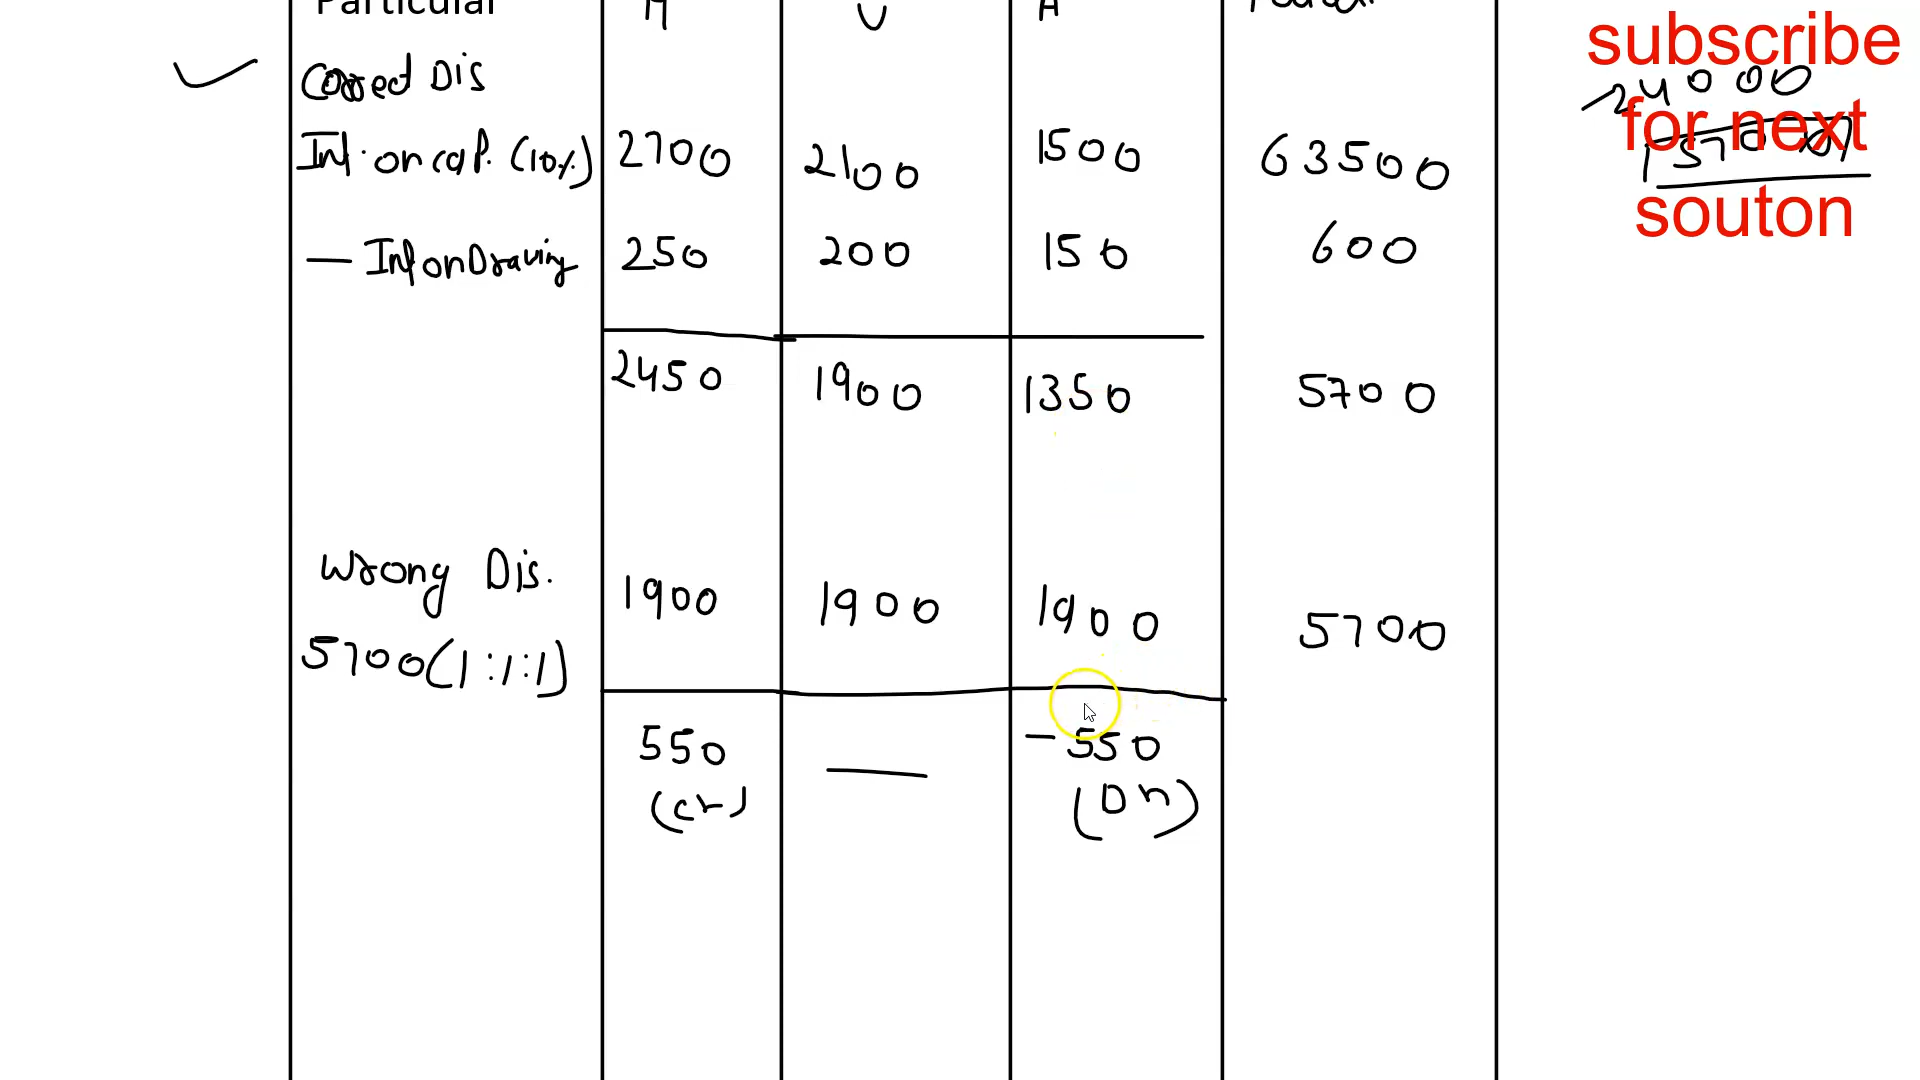 Particular M V A Total
Correct Dis
Int. on cap. (10%) 2700 2100 1500 63500
— Int on Drawing 250 200 150 600
2450 1900 1350 5700
Wrong Dis. 1900 1900 1900 5700
5700 (1:1:1)
550 — -550
(cr) (Dr)
subscribe
24000
for next
souton